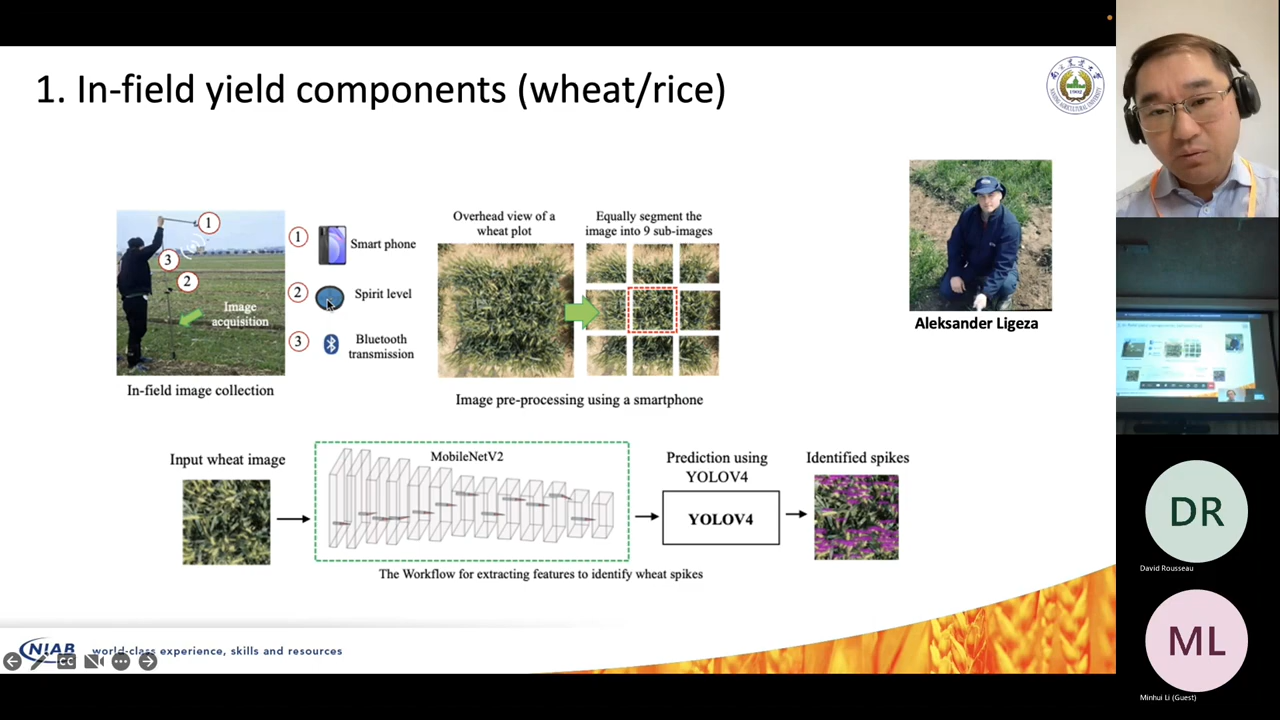 1. In-field yield components (wheat/rice)
1
3
2
Image
acquisition
In-field image collection
1
Smart phone
2
Spirit level
3
Bluetooth
transmission
Overhead view of a
wheat plot
Equally segment the
image into 9 sub-images
Image pre-processing using a smartphone
Aleksander Ligeza
Input wheat image
MobileNetV2
Prediction using
YOLOV4
YOLOV4
Identified spikes
The Workflow for extracting features to identify wheat spikes
NIAB
world-class experience, skills and resources
CC
DR
David Rousseau
ML
Minhui Li (Guest)